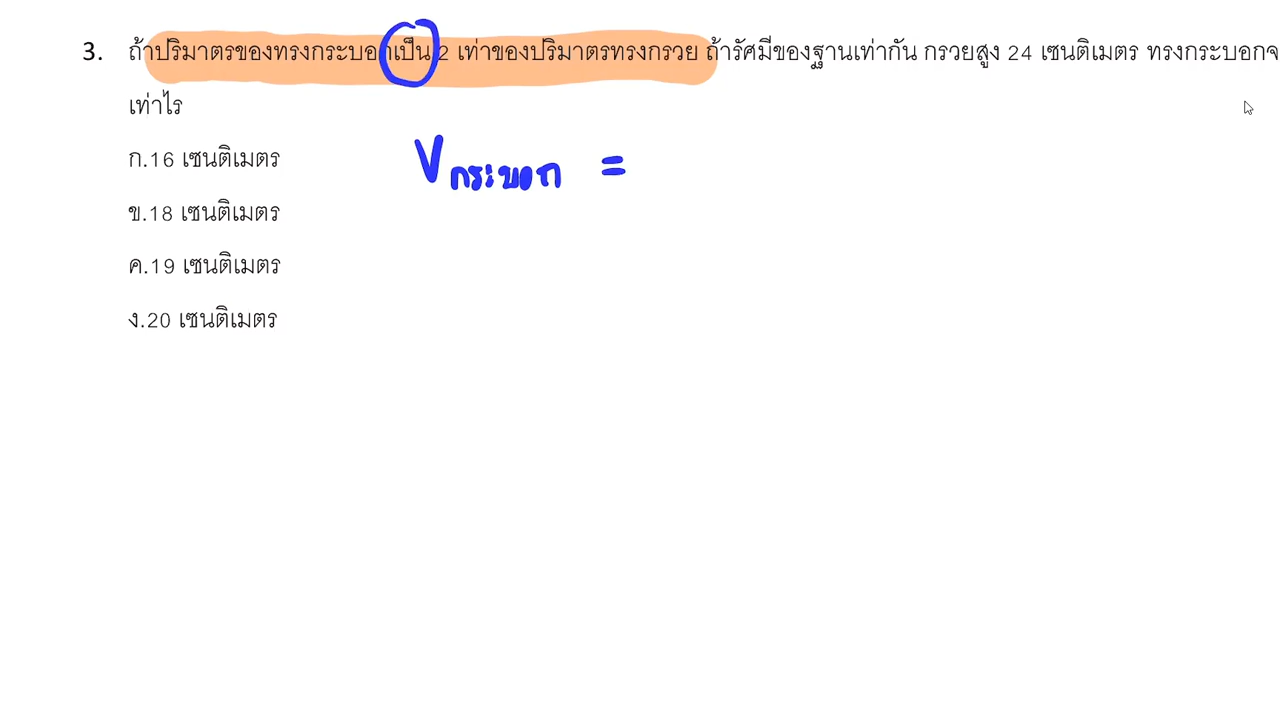 3. ถ้าปริมาตรของทรงกระบอกเป็น 2 เท่าของปริมาตรทรงกรวย ถ้ารัศมีของฐานเท่ากัน กรวยสูง 24 เซนติเมตร ทรงกระบอกจ
เท่าไร
ก.16 เซนติเมตร
V กระบอก =
ข.18 เซนติเมตร
ค.19 เซนติเมตร
ง.20 เซนติเมตร